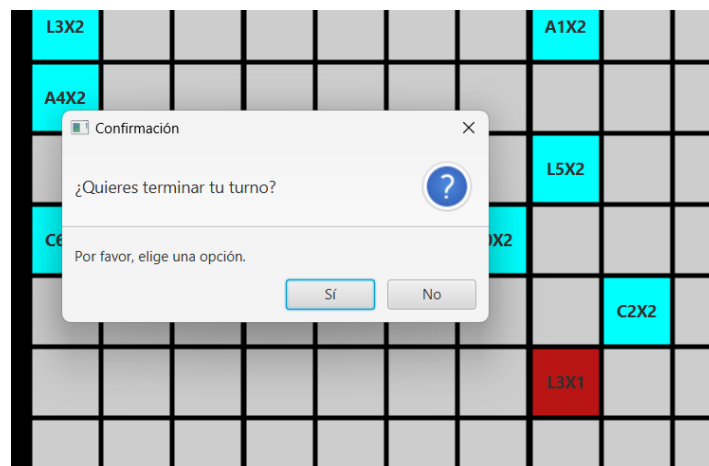 L3X2 A1X2
A4X2
Confirmación
¿Quieres terminar tu turno?
L5X2
Por favor, elige una opción.
Sí No
C2X2
L3X1